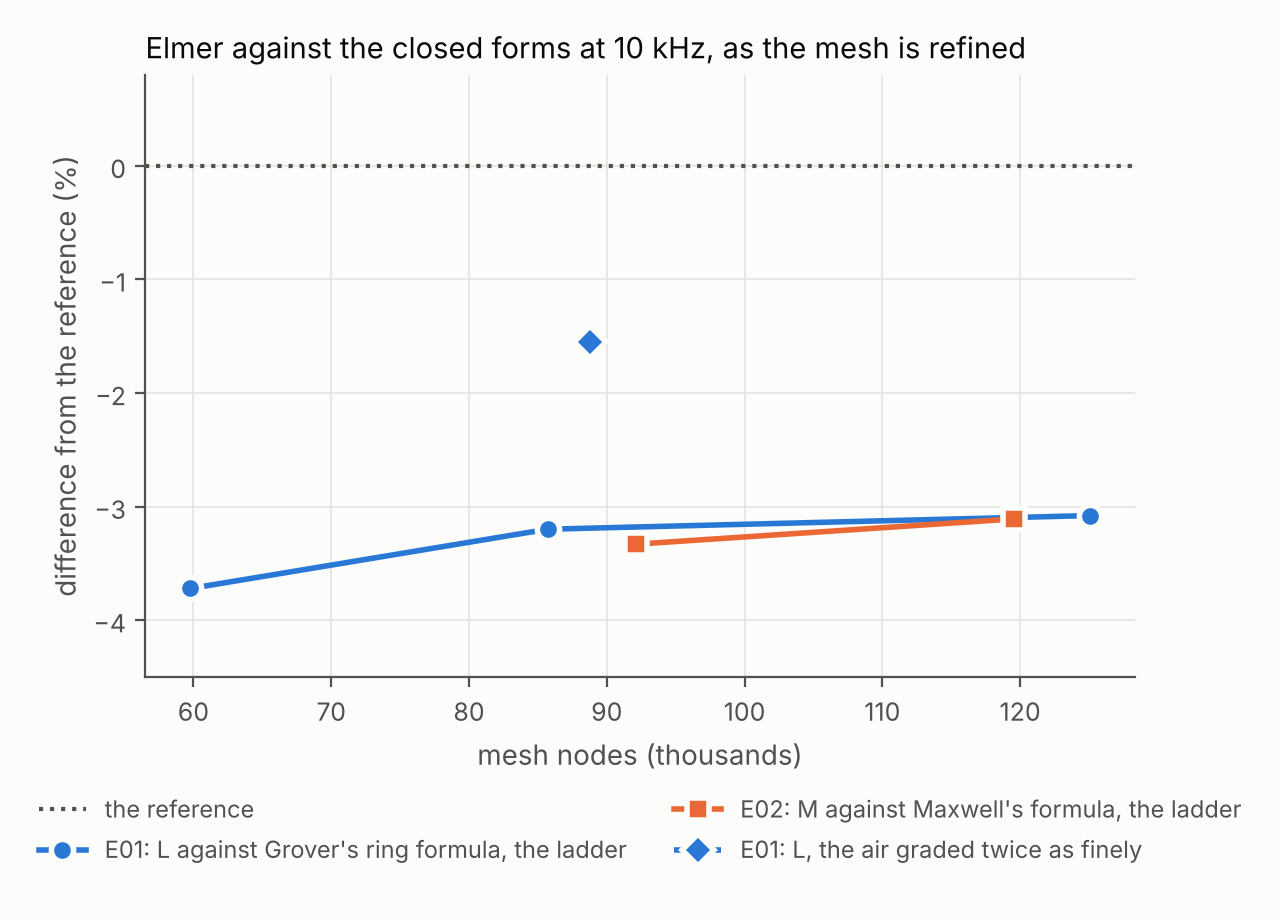 Elmer against the closed forms at 10 kHz, as the mesh is refined
difference from the reference (%)
0
−1
−2
−3
−4
60 70 80 90 100 110 120
mesh nodes (thousands)
the reference
E01: L against Grover's ring formula, the ladder
E02: M against Maxwell's formula, the ladder
E01: L, the air graded twice as finely